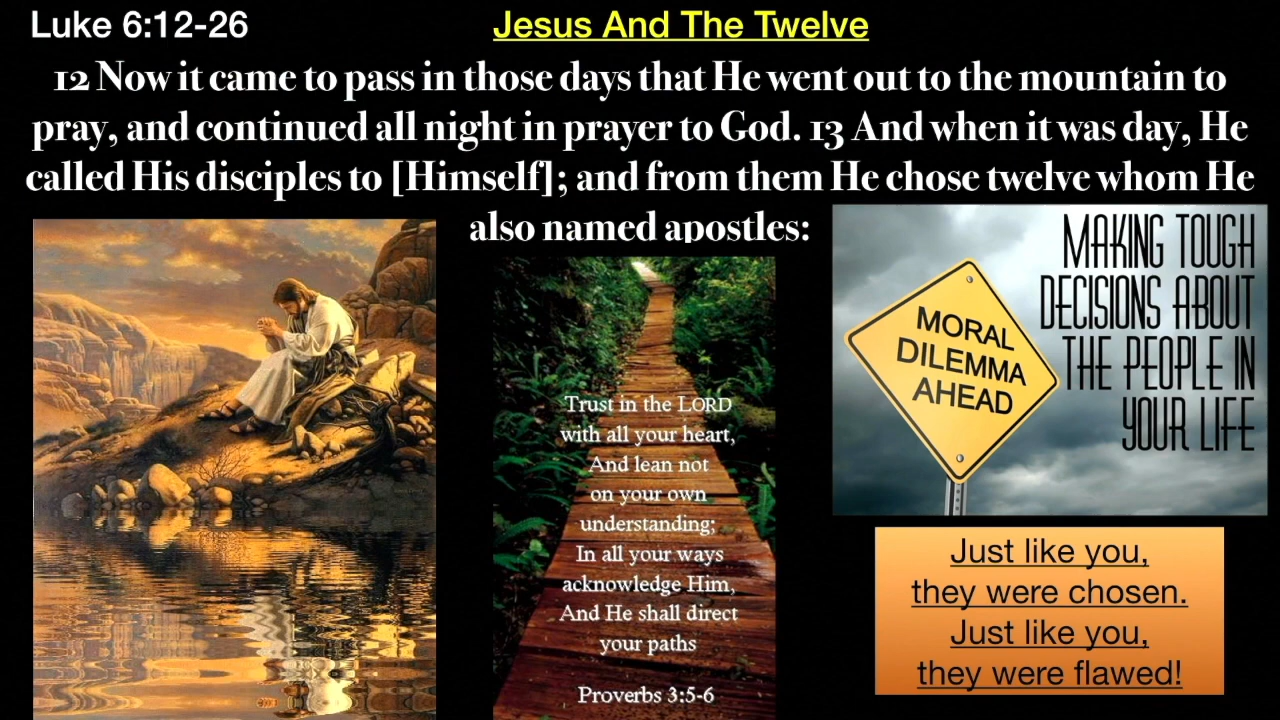 Luke 6:12-26
Jesus And The Twelve
12 Now it came to pass in those days that He went out to the mountain to
pray, and continued all night in prayer to God. 13 And when it was day, He
called His disciples to [Himself]; and from them He chose twelve whom He
also named apostles:
Trust in the LORD
with all your heart,
And lean not
on your own
understanding;
In all your ways
acknowledge Him,
And He shall direct
your paths
Proverbs 3:5-6
MAKING TOUGH
DECISIONS ABOUT
THE PEOPLE IN
YOUR LIFE
MORAL
DILEMMA
AHEAD
Just like you,
they were chosen.
Just like you,
they were flawed!